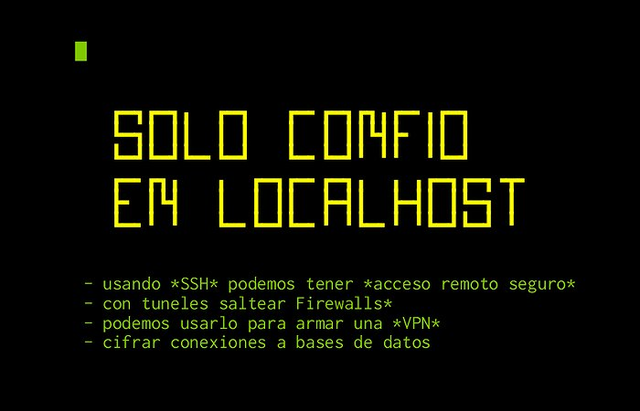 SOLO CONFIO
EN LOCALHOST
- usando *SSH* podemos tener *acceso remoto seguro*
- con tuneles saltear Firewalls*
- podemos usarlo para armar una *VPN*
- cifrar conexiones a bases de datos